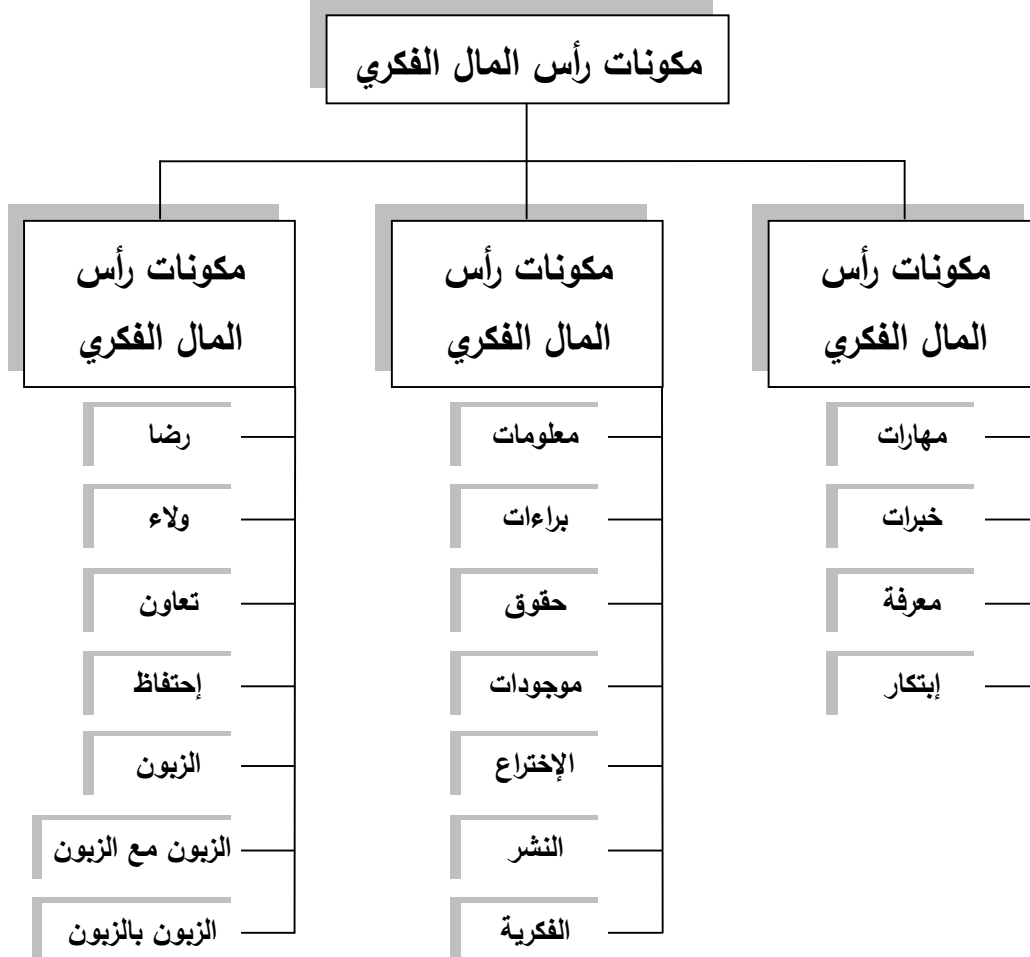 مكونات رأس المال الفكري
مكونات رأس
المال الفكري
مهارات
خبرات
معرفة
إبتكار
مكونات رأس
المال الفكري
معلومات
براءات
حقوق
موجودات
الإختراع
النشر
الفكرية
مكونات رأس
المال الفكري
رضا
ولاء
تعاون
إحتفاظ
الزبون
الزبون مع الزبون
الزبون بالزبون